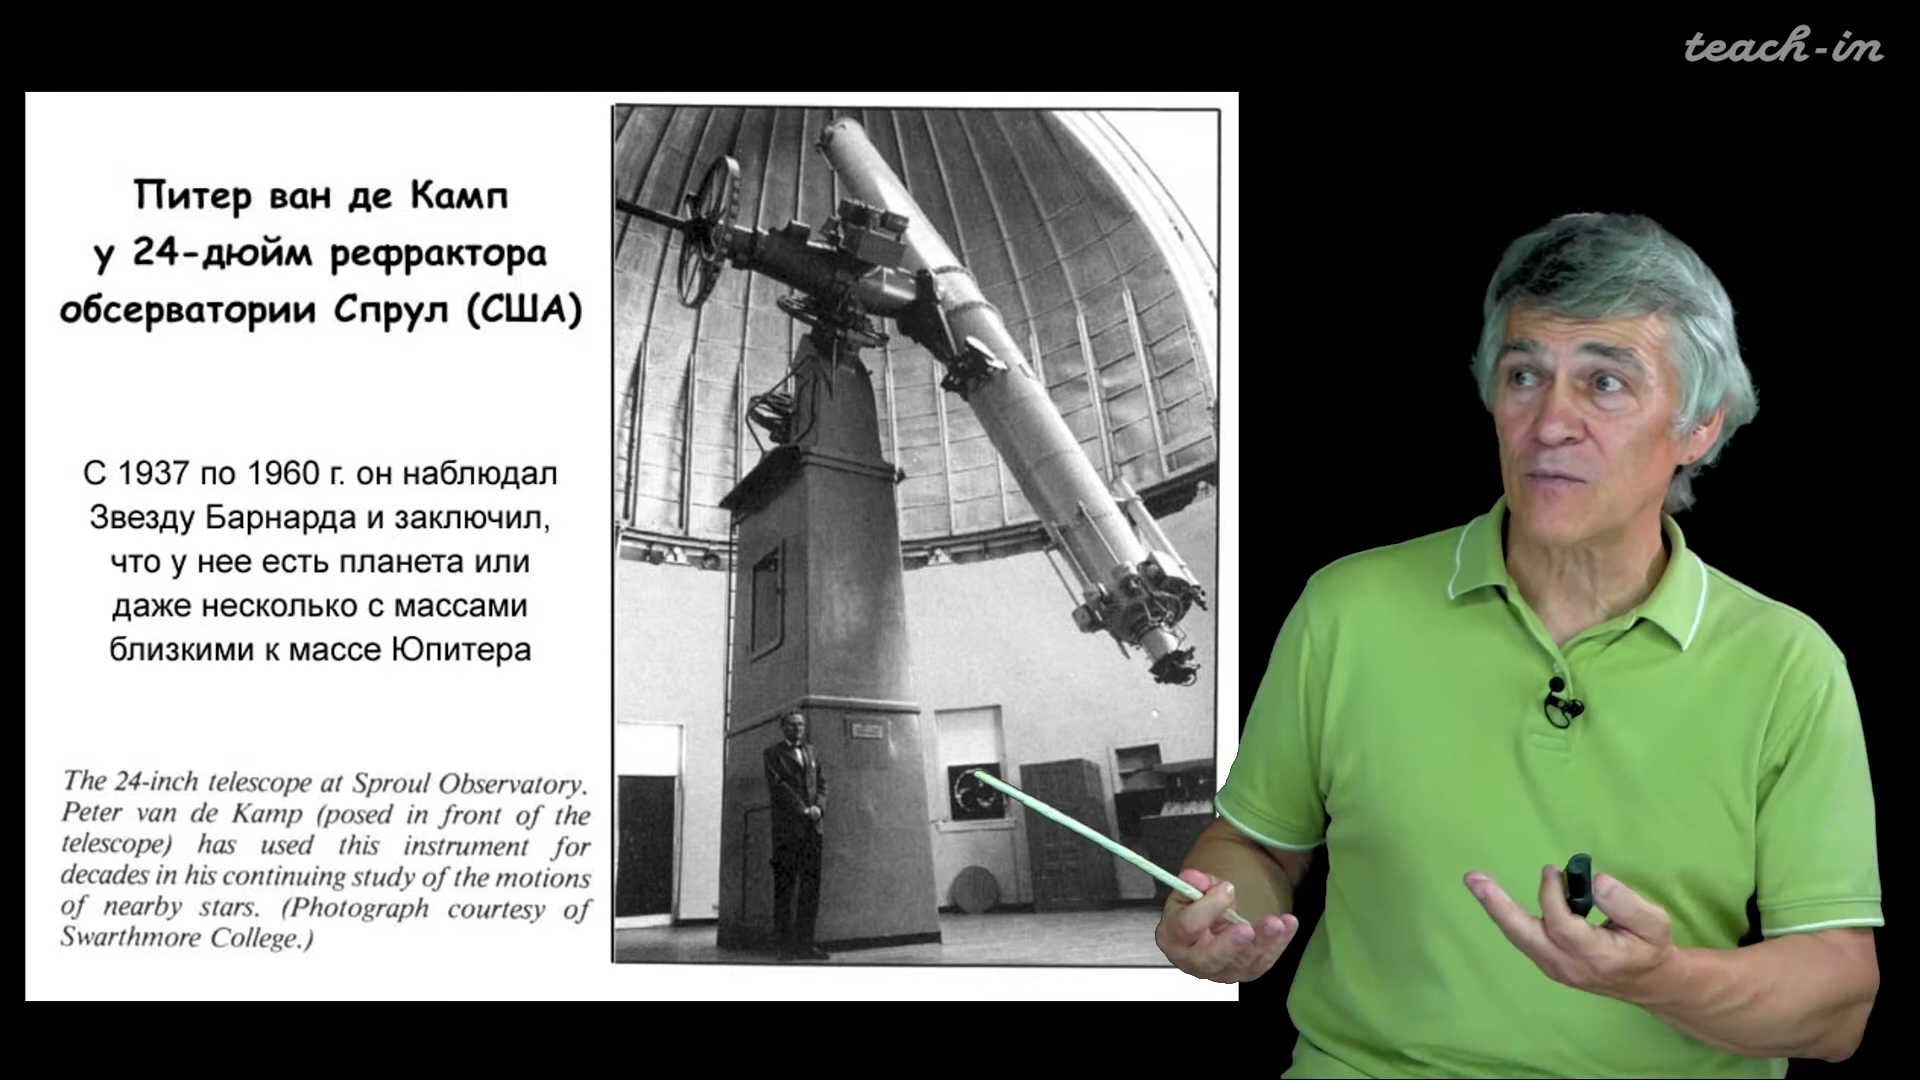 teach-in
Питер ван де Камп
у 24-дюйм рефрактора
обсерватории Спрул (США)
С 1937 по 1960 г. он наблюдал
Звезду Барнарда и заключил,
что у нее есть планета или
даже несколько с массами
близкими к массе Юпитера
The 24-inch telescope at Sproul Observatory.
Peter van de Kamp (posed in front of the
telescope) has used this instrument for
decades in his continuing study of the motions
of nearby stars. (Photograph courtesy of
Swarthmore College.)